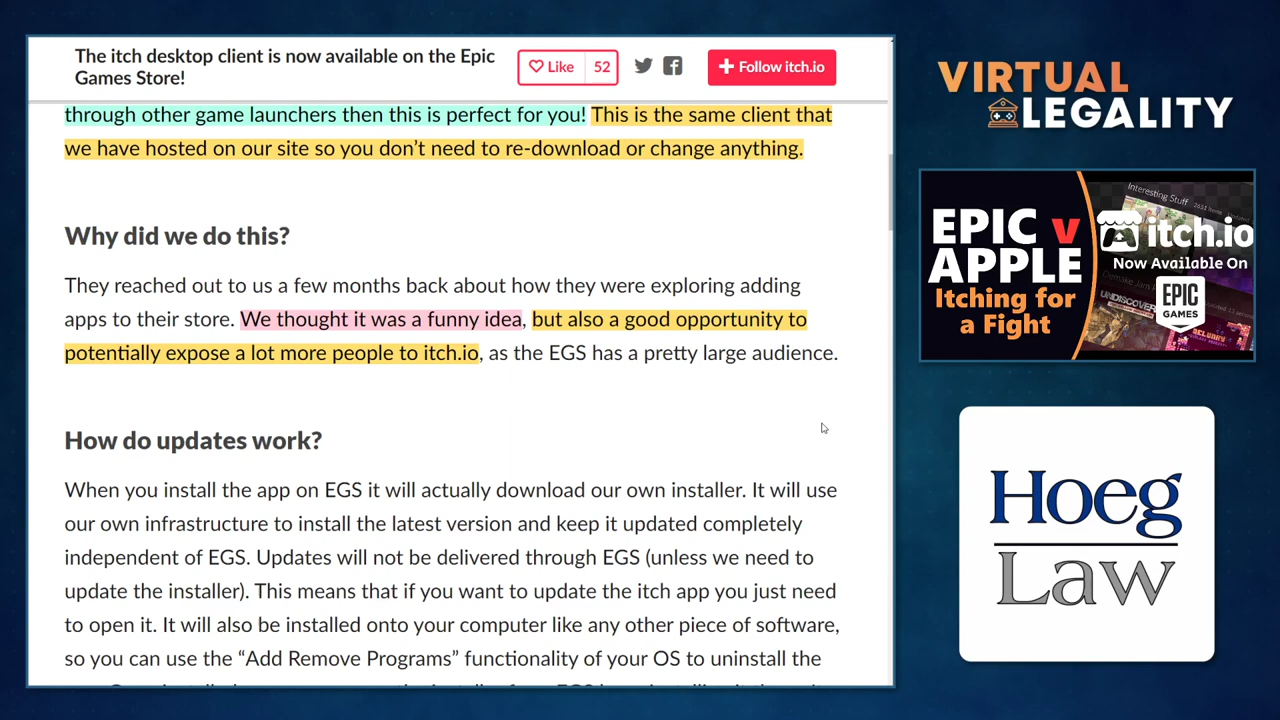 The itch desktop client is now available on the Epic
Games Store!
Like 52
Follow itch.io
through other game launchers then this is perfect for you! This is the same client that
we have hosted on our site so you don't need to re-download or change anything.
Why did we do this?
They reached out to us a few months back about how they were exploring adding
apps to their store. We thought it was a funny idea, but also a good opportunity to
potentially expose a lot more people to itch.io, as the EGS has a pretty large audience.
How do updates work?
When you install the app on EGS it will actually download our own installer. It will use
our own infrastructure to install the latest version and keep it updated completely
independent of EGS. Updates will not be delivered through EGS (unless we need to
update the installer). This means that if you want to update the itch app you just need
to open it. It will also be installed onto your computer like any other piece of software,
so you can use the “Add Remove Programs” functionality of your OS to uninstall the
VIRTUAL
LEGALITY
EPIC v
APPLE
Itching for
a Fight
Interesting Stuff
itch.io
Now Available On
EPIC
GAMES
Hoeg
Law